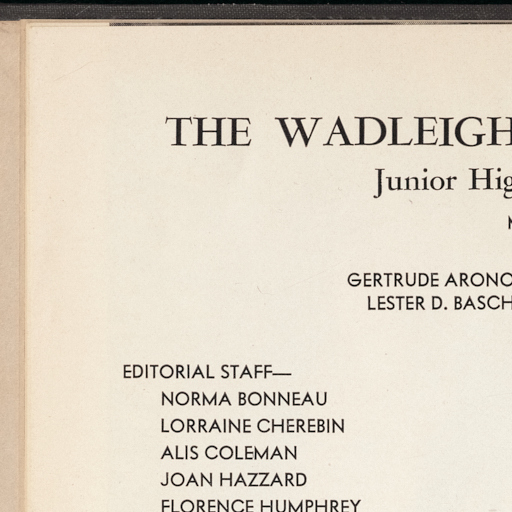 THE WADLEIGH
Junior Hig
GERTRUDE ARONO
LESTER D. BASCH
EDITORIAL STAFF—
NORMA BONNEAU
LORRAINE CHEREBIN
ALIS COLEMAN
JOAN HAZZARD
FLORENCE HUMPHREY